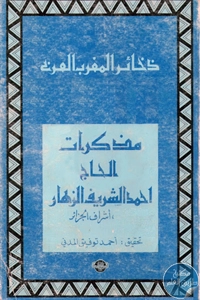 ذخائر المغرب العربي
مذكرات
الحاج
احمد الشريف الزهار
نقيب أشراف الجزائر
تحقيق: أحمد توفيق المدني